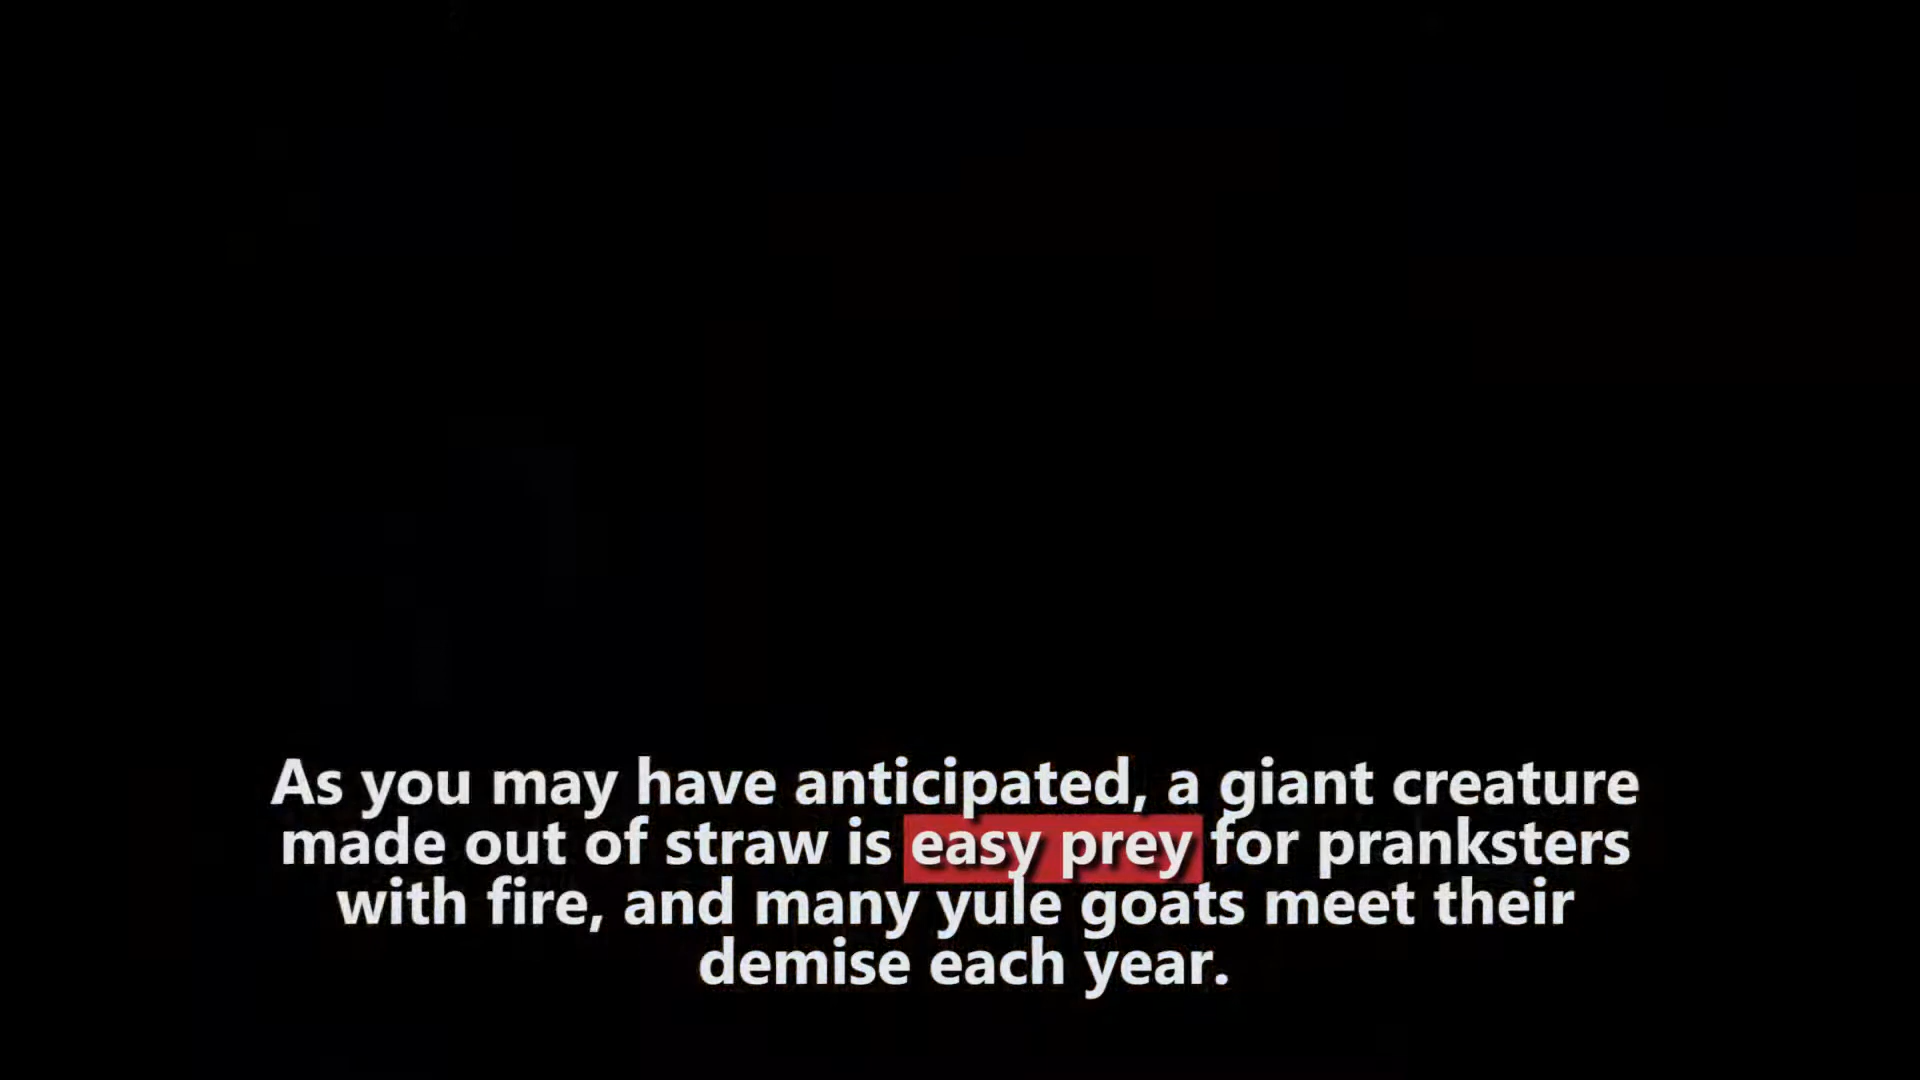 As you may have anticipated, a giant creature
made out of straw is easy prey for pranksters
with fire, and many yule goats meet their
demise each year.